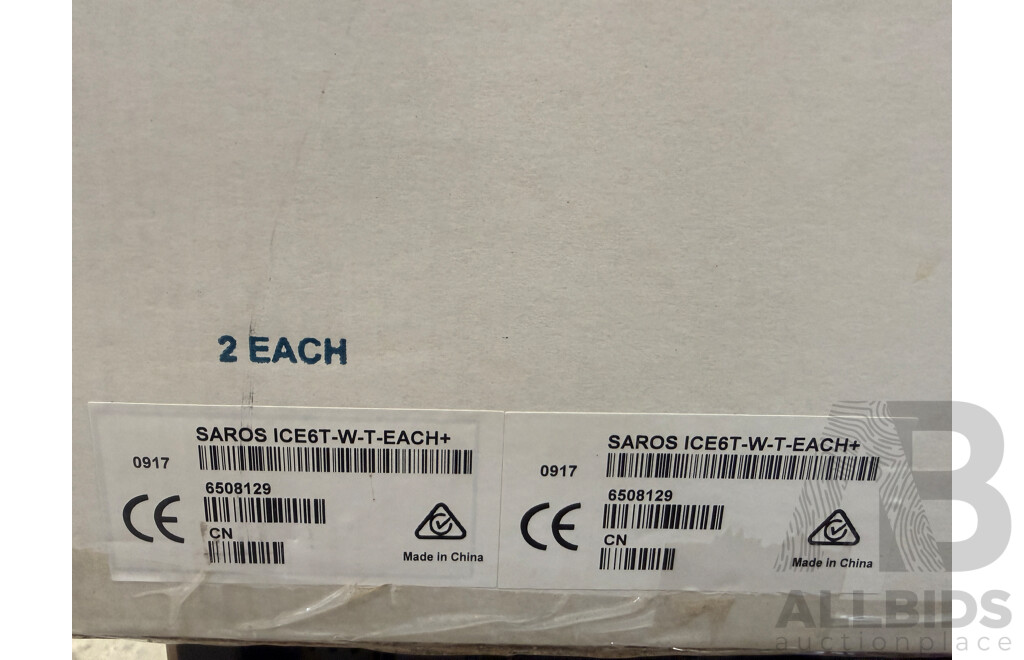 2 EACH
SAROS ICE6T-W-T-EACH+
0917
6508129
CE
CN
Made in China
SAROS ICE6T-W-T-EACH+
0917
6508129
CE
CN
Made in China
AB
ALLBIDS
auctionplace